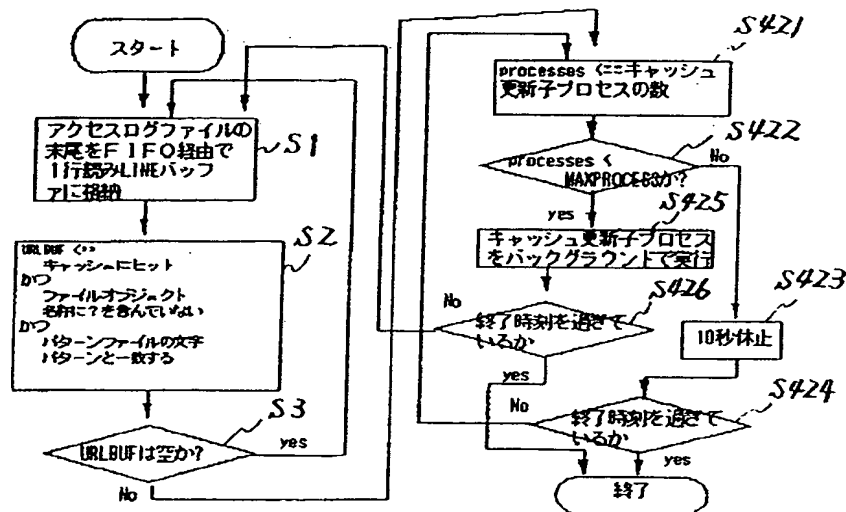 スタート
アクセスログファイルの
末尾をFIFO経由で
1行読みLINEバッフ
ァに格納
S1
URLBUF <==
キャッシュにヒット
かつ
ファイルオブジェクト
名前に?を含んでいない
かつ
パターンファイルの文字
パターンと一致する
S2
URLBUFは空か?
S3
yes
No
processes <==キャッシュ
更新子プロセスの数
S421
processes <
MAXPROCESSか?
S422
No
yes
キャッシュ更新子プロセス
をバックグラウンドで実行
S425
終了時刻を過ぎて
いるか
S426
No
yes
10秒休止
S423
終了時刻を過ぎて
いるか
S424
No
yes
終了